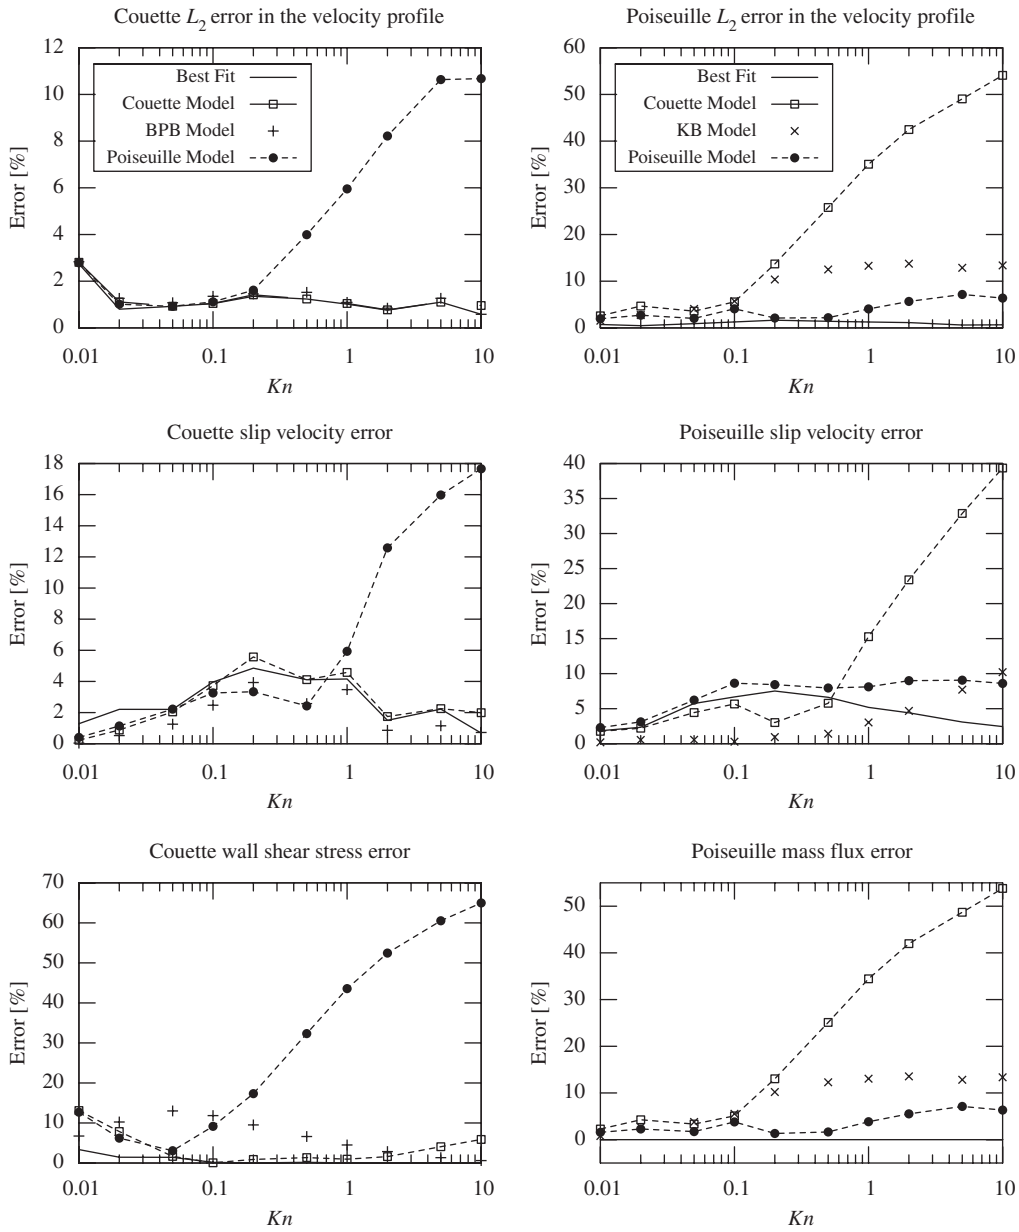 Couette L2 error in the velocity profile
12
10
8
6
4
2
0
Error [%]
Best Fit
Couette Model
BPB Model
Poiseuille Model
0.01 0.1 1 10
Kn
Poiseuille L2 error in the velocity profile
60
50
40
30
20
10
0
Error [%]
Best Fit
Couette Model
KB Model
Poiseuille Model
0.01 0.1 1 10
Kn
Couette slip velocity error
18
16
14
12
10
8
6
4
2
0
Error [%]
0.01 0.1 1 10
Kn
Poiseuille slip velocity error
40
35
30
25
20
15
10
5
0
Error [%]
0.01 0.1 1 10
Kn
Couette wall shear stress error
70
60
50
40
30
20
10
0
Error [%]
0.01 0.1 1 10
Kn
Poiseuille mass flux error
50
40
30
20
10
0
Error [%]
0.01 0.1 1 10
Kn